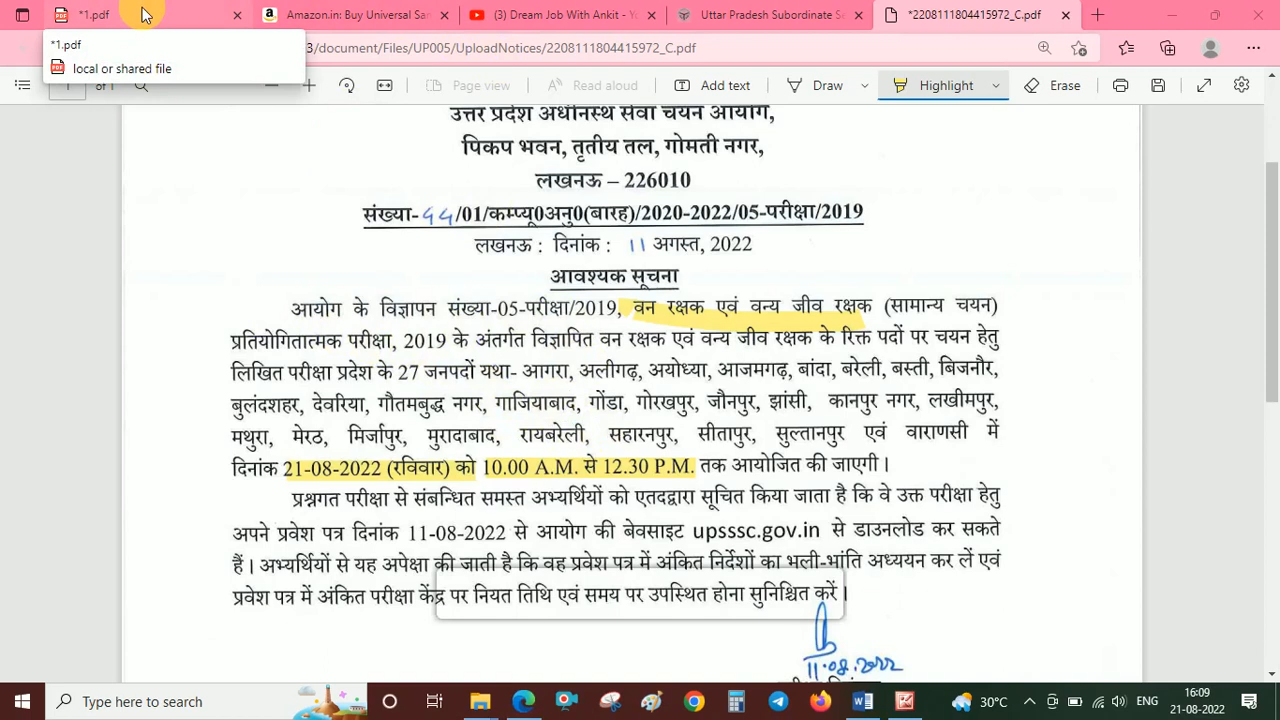 *1.pdf
Amazon.in: Buy Universal Sar
(3) Dream Job With Ankit - Yo
Uttar Pradesh Subordinate Se
*2208111804415972_C.pdf
*1.pdf
local or shared file
3/document/Files/UP005/UploadNotices/2208111804415972_C.pdf
1 of 1
Page view
Read aloud
Add text
Draw
Highlight
Erase
उत्तर प्रदेश अधीनस्थ सेवा चयन आयोग,
पिकप भवन, तृतीय तल, गोमती नगर,
लखनऊ – 226010
संख्या-44/01/कम्प्यू0अनु0(बारह)/2020-2022/05-परीक्षा/2019
लखनऊ : दिनांक : 11 अगस्त, 2022
आवश्यक सूचना
आयोग के विज्ञापन संख्या-05-परीक्षा/2019, वन रक्षक एवं वन्य जीव रक्षक (सामान्य चयन)
प्रतियोगितात्मक परीक्षा, 2019 के अंतर्गत विज्ञापित वन रक्षक एवं वन्य जीव रक्षक के रिक्त पदों पर चयन हेतु
लिखित परीक्षा प्रदेश के 27 जनपदों यथा- आगरा, अलीगढ़, अयोध्या, आजमगढ़, बांदा, बरेली, बस्ती, बिजनौर,
बुलंदशहर, देवरिया, गौतमबुद्ध नगर, गाजियाबाद, गोंडा, गोरखपुर, जौनपुर, झांसी, कानपुर नगर, लखीमपुर,
मथुरा, मेरठ, मिर्जापुर, मुरादाबाद, रायबरेली, सहारनपुर, सीतापुर, सुल्तानपुर एवं वाराणसी में
दिनांक 21-08-2022 (रविवार) को 10.00 A.M. से 12.30 P.M. तक आयोजित की जाएगी।
प्रश्नगत परीक्षा से संबन्धित समस्त अभ्यर्थियों को एतदद्वारा सूचित किया जाता है कि वे उक्त परीक्षा हेतु
अपने प्रवेश पत्र दिनांक 11-08-2022 से आयोग की बेवसाइट upsssc.gov.in से डाउनलोड कर सकते
हैं। अभ्यर्थियों से यह अपेक्षा की जाती है कि वह प्रवेश पत्र में अंकित निर्देशों का भली-भांति अध्ययन कर लें एवं
प्रवेश पत्र में अंकित परीक्षा केंद्र पर नियत तिथि एवं समय पर उपस्थित होना सुनिश्चित करें।
11.08.2022
Type here to search
30°C
ENG
16:09
21-08-2022